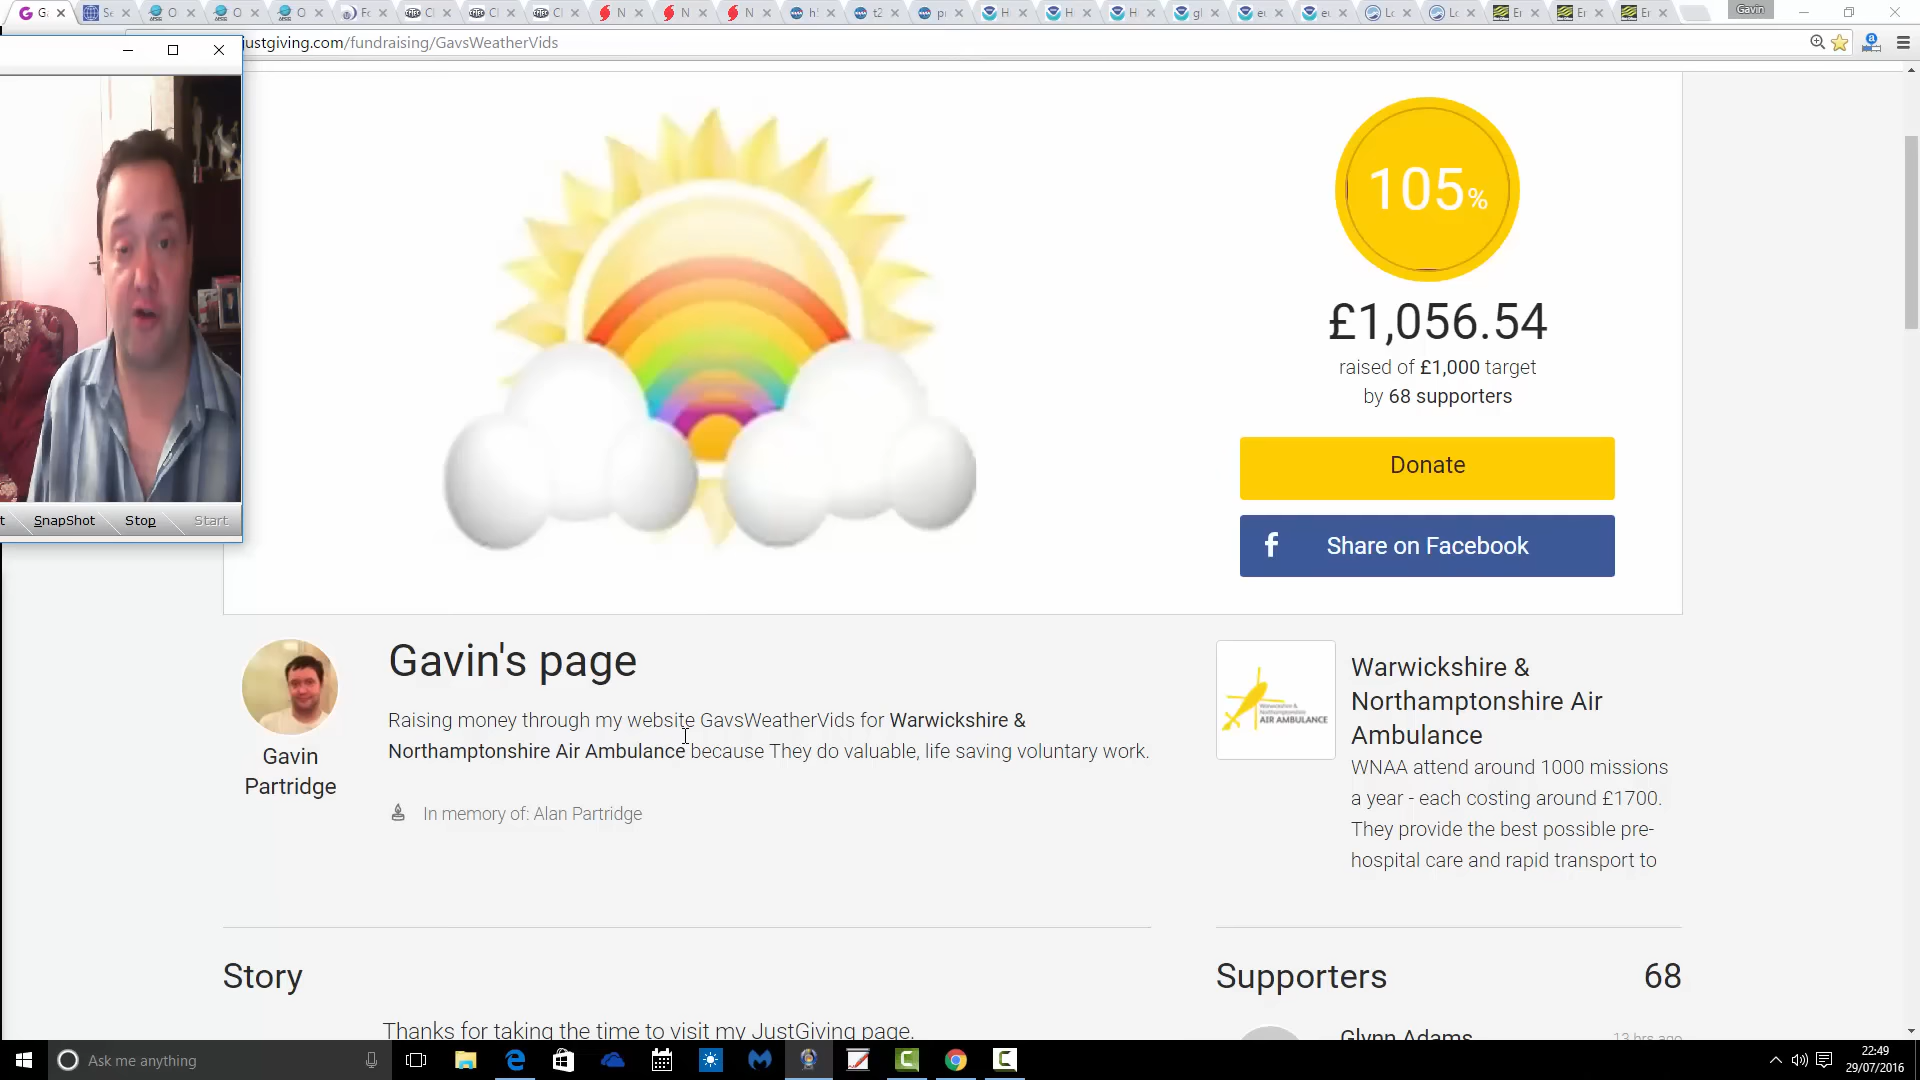 Gavin
justgiving.com/fundraising/GavsWeatherVids
105%
£1,056.54
raised of £1,000 target
by 68 supporters
Donate
Share on Facebook
SnapShot
Stop
Start
Gavin's page
Raising money through my website GavsWeatherVids for Warwickshire &
Northamptonshire Air Ambulance because They do valuable, life saving voluntary work.
In memory of: Alan Partridge
Gavin
Partridge
AIR AMBULANCE
Warwickshire &
Northamptonshire Air
Ambulance
WNAA attend around 1000 missions
a year - each costing around £1700.
They provide the best possible pre-
hospital care and rapid transport to
Story
Thanks for taking the time to visit my JustGiving page.
Supporters 68
Glynn Adams
13 hrs ago
Ask me anything
22:49
29/07/2016